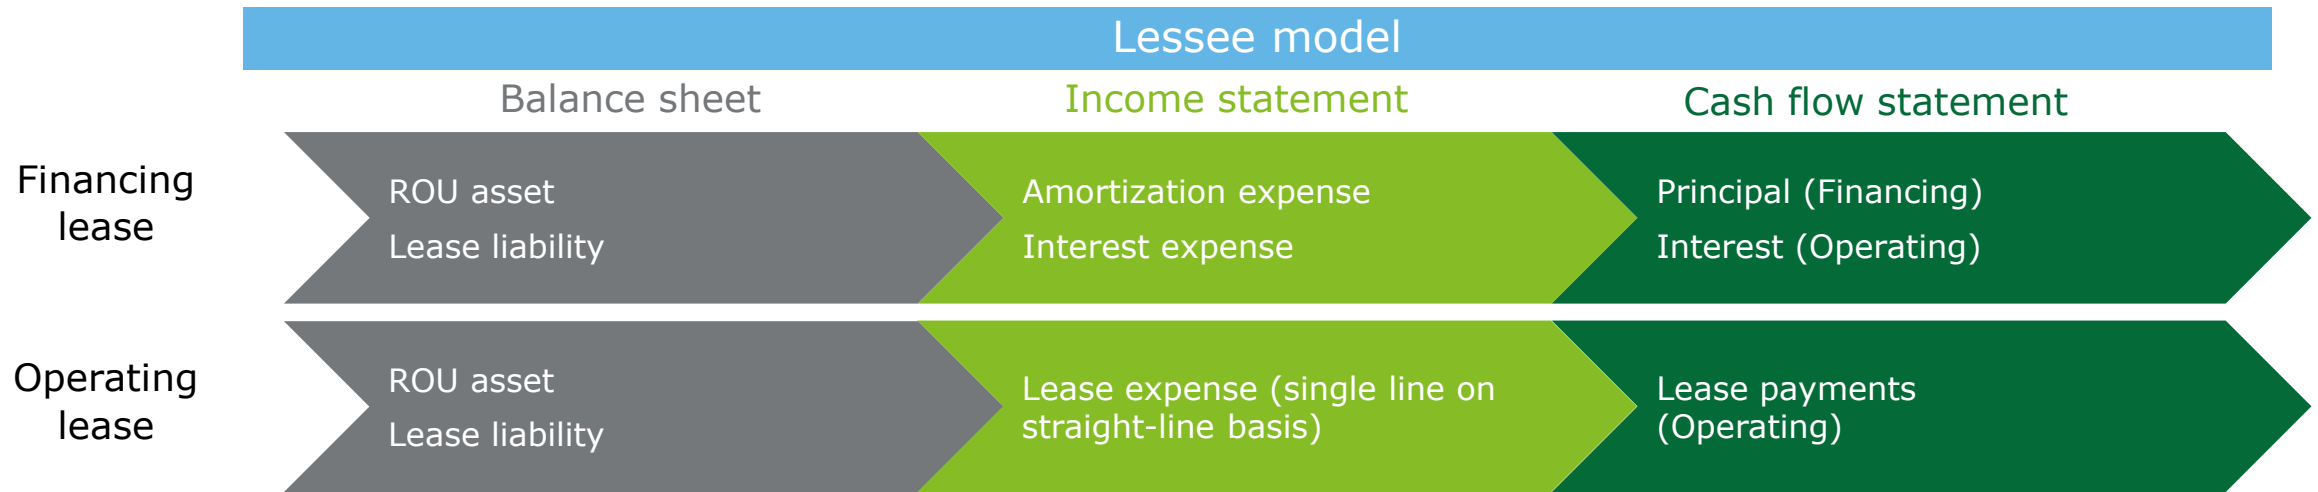 Lessee model
Balance sheet
Income statement
Cash flow statement
Financing
lease
ROU asset
Lease liability
Amortization expense
Interest expense
Principal (Financing)
Interest (Operating)
Operating
lease
ROU asset
Lease liability
Lease expense (single line on
straight-line basis)
Lease payments
(Operating)